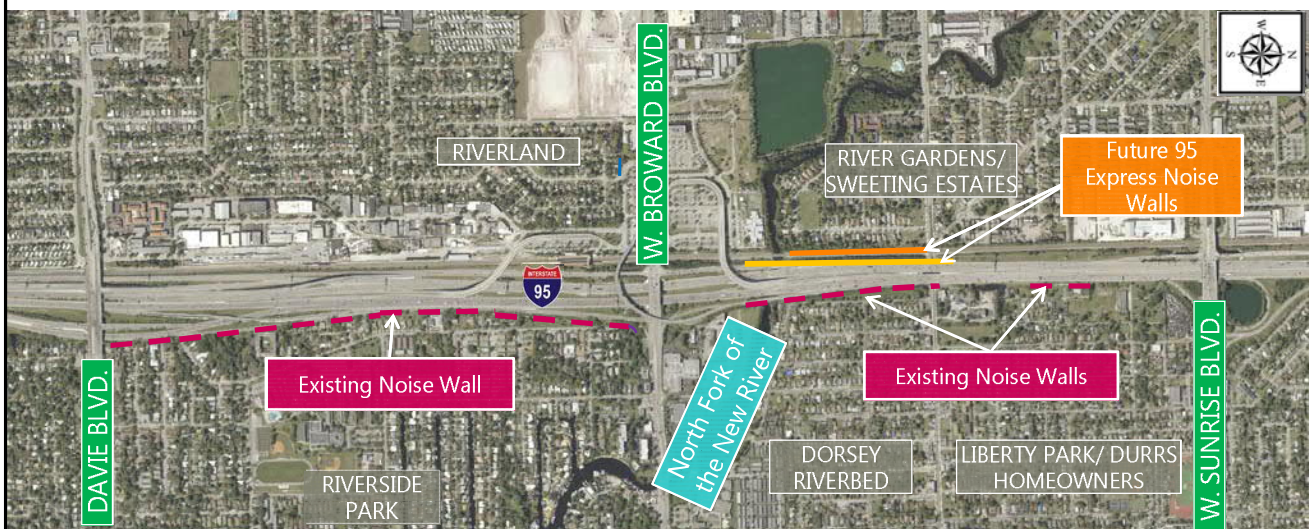 W
S
N
E
W. BROWARD BLVD.
RIVERLAND
RIVER GARDENS/
SWEETING ESTATES
Future 95
Express Noise
Walls
INTERSTATE
95
Existing Noise Wall
Existing Noise Walls
DAVIE BLVD.
North Fork of
the New River
W. SUNRISE BLVD.
RIVERSIDE
PARK
DORSEY
RIVERBED
LIBERTY PARK/ DURRS
HOMEOWNERS